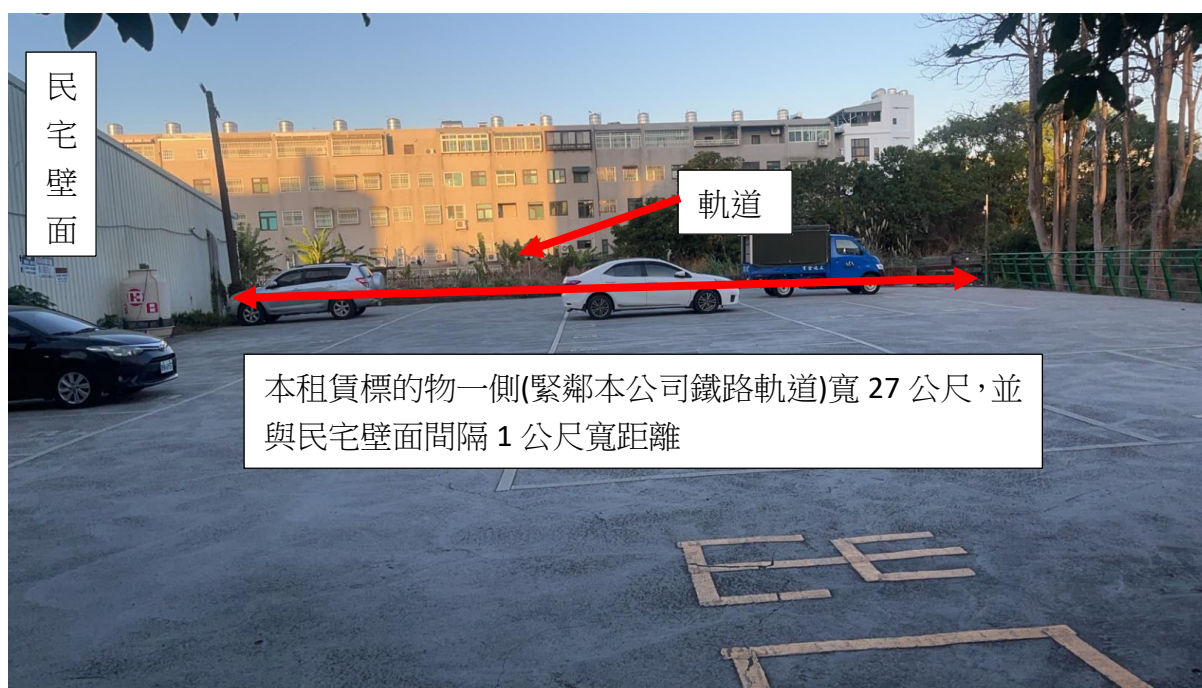 民
宅
壁
面
軌道
本租賃標的物一側(緊鄰本公司鐵路軌道)寬 27 公尺，並
與民宅壁面間隔 1 公尺寬距離